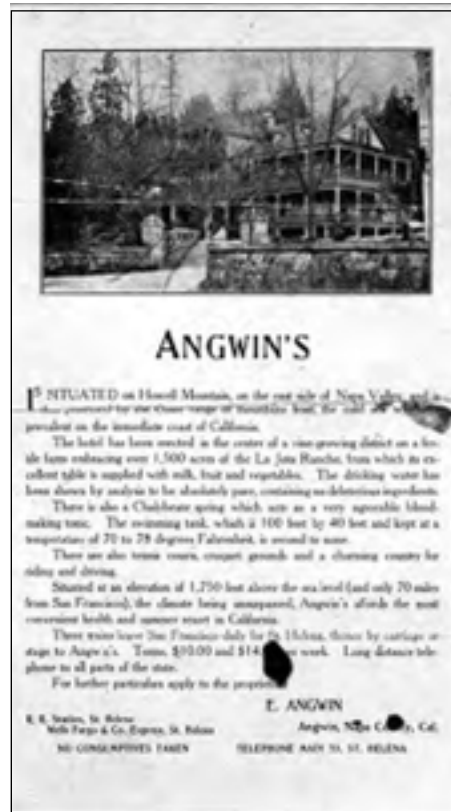 ANGWIN'S
IS SITUATED on Howell Mountain, on the east side of Napa Valley, and is
thus protected by the Coast range of mountains from the cold
prevalent on the immediate coast of California.
The hotel has been erected in the center of a vine-growing district on a fer-
tile farm embracing over 1,500 acres of the La Jota Ranche, from which its ex-
cellent table is supplied with milk, fruit and vegetables. The drinking water has
been shown by analysis to be absolutely pure, containing no deleterious ingredients.
There is also a Chalybeate spring which acts as a very agreeable blood-
making tonic. The swimming tank, which is 100 feet by 40 feet and kept at a
temperature of 70 to 78 degrees Fahrenheit, is second to none.
There are also tennis courts, croquet grounds and a charming country for
riding and driving.
Situated at an elevation of 1,750 feet above the sea level (and only 70 miles
from San Francisco), the climate being unsurpassed, Angwin's affords the most
convenient health and summer resort in California.
Three trains leave San Francisco daily for St. Helena, thence by carriage or
stage to Angwin's. Terms, $10.00 and $14. week. Long distance tele-
phone to all parts of the state.
For further particulars apply to the proprietor
E. ANGWIN
Angwin, Napa County, Cal.
R. R. Station, St. Helena
Wells Fargo & Co. Express, St. Helena
NO CONSUMPTIVES TAKEN
TELEPHONE MAIN 55, ST. HELENA